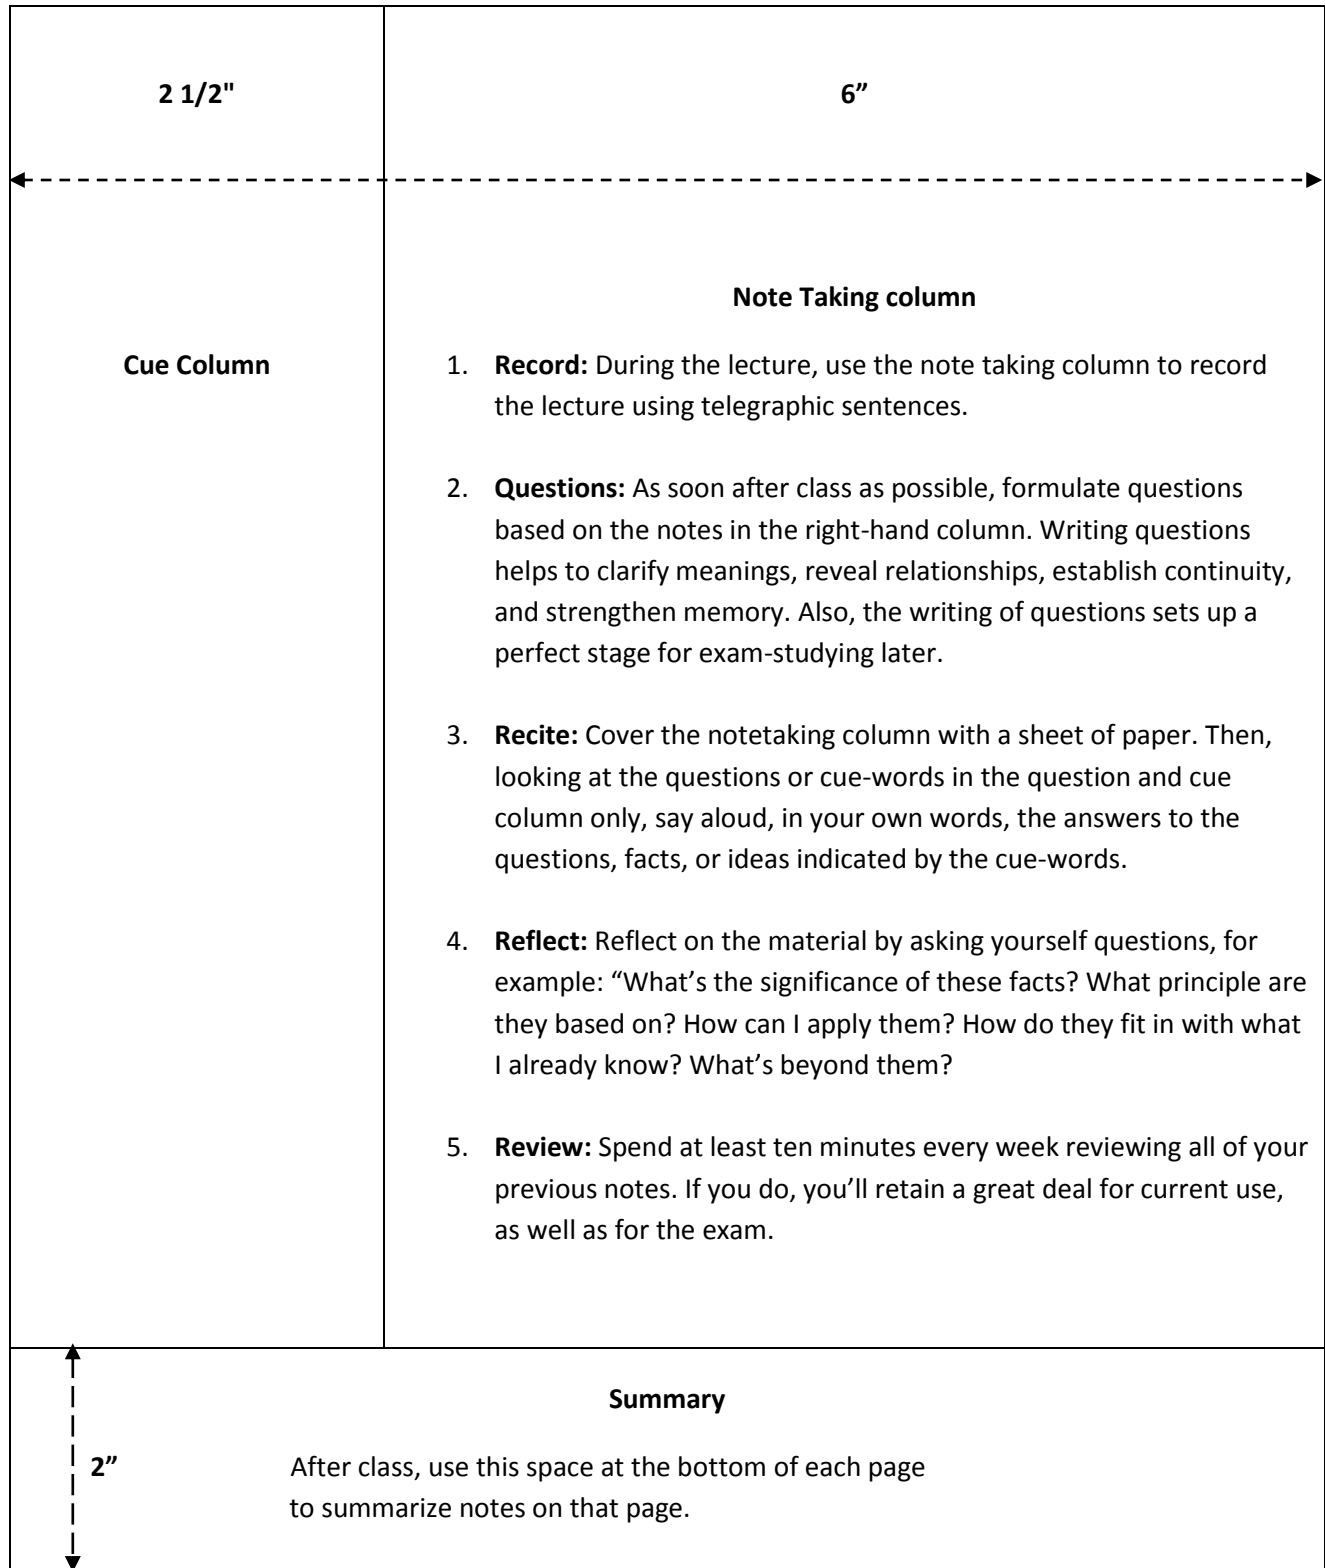 2 1/2"
6”
Note Taking column
Cue Column
1. Record: During the lecture, use the note taking column to record
the lecture using telegraphic sentences.
2. Questions: As soon after class as possible, formulate questions
based on the notes in the right-hand column. Writing questions
helps to clarify meanings, reveal relationships, establish continuity,
and strengthen memory. Also, the writing of questions sets up a
perfect stage for exam-studying later.
3. Recite: Cover the notetaking column with a sheet of paper. Then,
looking at the questions or cue-words in the question and cue
column only, say aloud, in your own words, the answers to the
questions, facts, or ideas indicated by the cue-words.
4. Reflect: Reflect on the material by asking yourself questions, for
example: “What’s the significance of these facts? What principle are
they based on? How can I apply them? How do they fit in with what
I already know? What’s beyond them?
5. Review: Spend at least ten minutes every week reviewing all of your
previous notes. If you do, you’ll retain a great deal for current use,
as well as for the exam.
Summary
2”
After class, use this space at the bottom of each page
to summarize notes on that page.